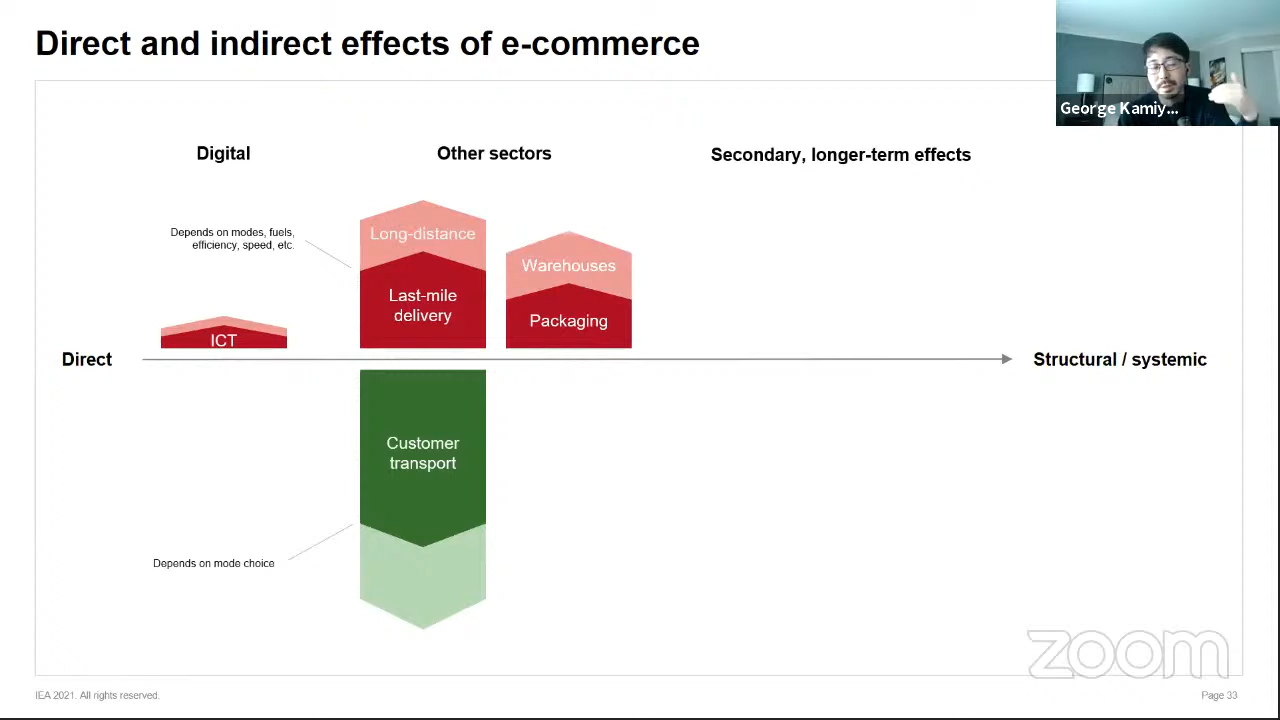 Direct and indirect effects of e-commerce
George Kamiy...
Digital
Other sectors
Secondary, longer-term effects
Depends on modes, fuels,
efficiency, speed, etc.
Long-distance
Last-mile
delivery
Warehouses
Packaging
ICT
Direct
Structural / systemic
Customer
transport
Depends on mode choice
zoom
IEA 2021. All rights reserved.
Page 33